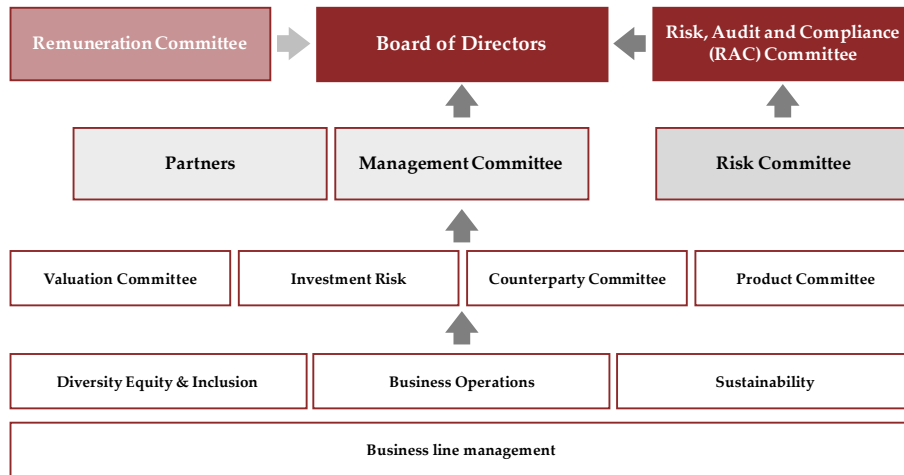 Remuneration Committee
Board of Directors
Risk, Audit and Compliance
(RAC) Committee
Partners
Management Committee
Risk Committee
Valuation Committee
Investment Risk
Counterparty Committee
Product Committee
Diversity Equity & Inclusion
Business Operations
Sustainability
Business line management